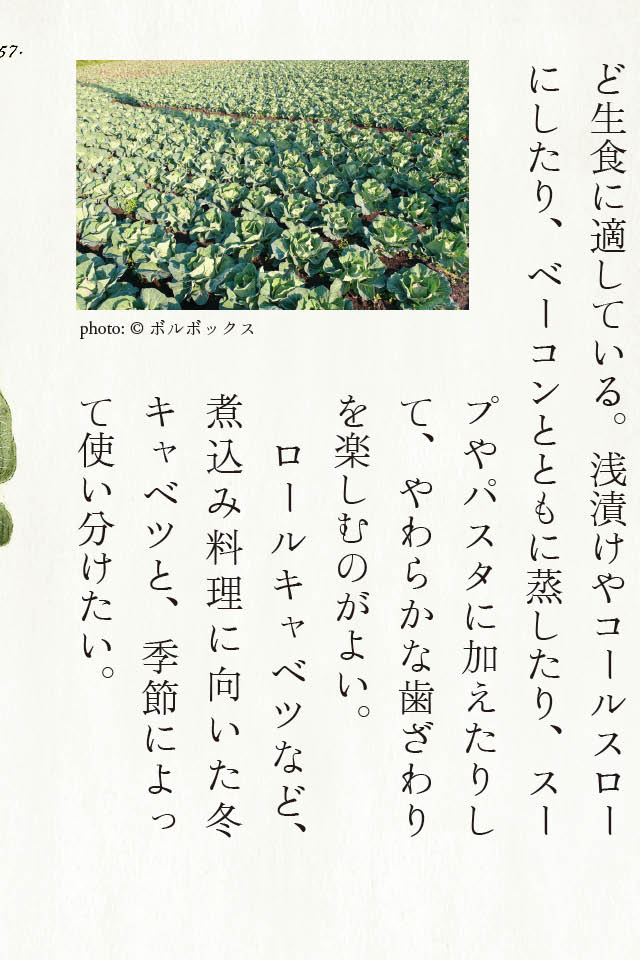 57.
ど生食に適している。浅漬けやコールスロー
にしたり、ベーコンとともに蒸したり、スー
プやパスタに加えたりし
て、やわらかな歯ざわり
を楽しむのがよい。
ロールキャベツなど、
煮込み料理に向いた冬
キャベツと、季節によっ
て使い分けたい。
photo: © ボルボックス